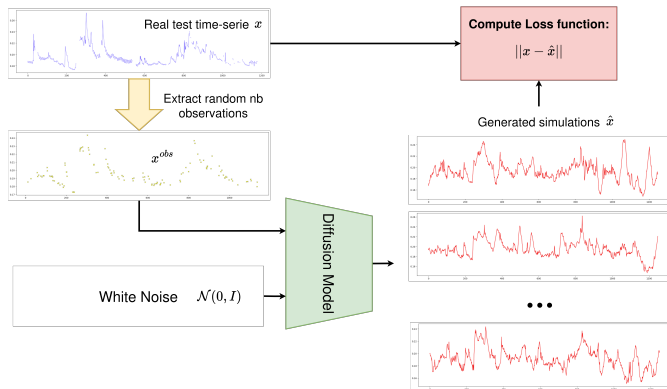 Real test time-serie x
Compute Loss function:
||x − x̂||
Extract random nb
observations
Generated simulations x̂
x^{obs}
Diffusion Model
White Noise 𝒩(0, I)